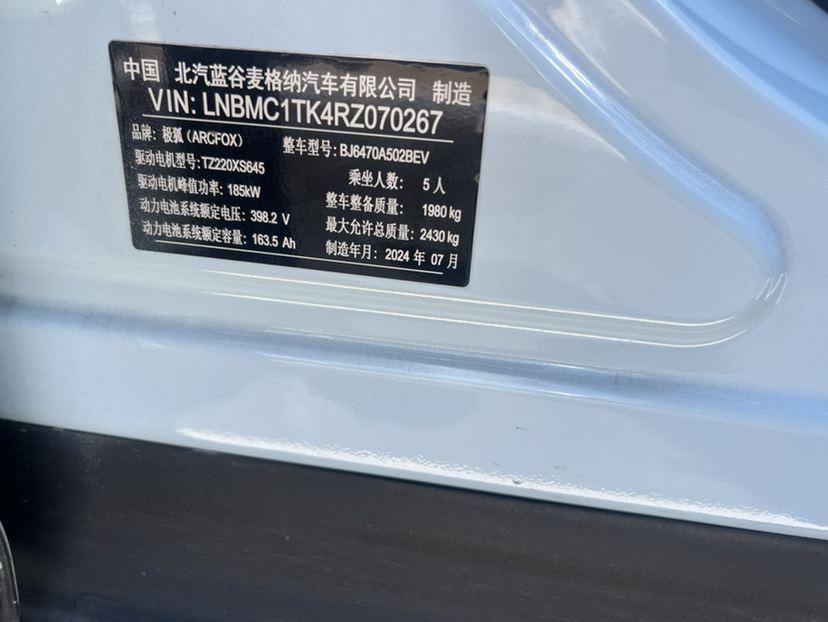 中国 北汽蓝谷麦格纳汽车有限公司 制造
VIN: LNBMC1TK4RZ070267
品牌: 极狐（ARCFOX） 整车型号: BJ6470A502BEV
驱动电机型号: TZ220XS645 乘坐人数: 5 人
驱动电机峰值功率: 185kW 整车整备质量: 1980 kg
动力电池系统额定电压: 398.2 V 最大允许总质量: 2430 kg
动力电池系统额定容量: 163.5 Ah 制造年月: 2024 年 07 月